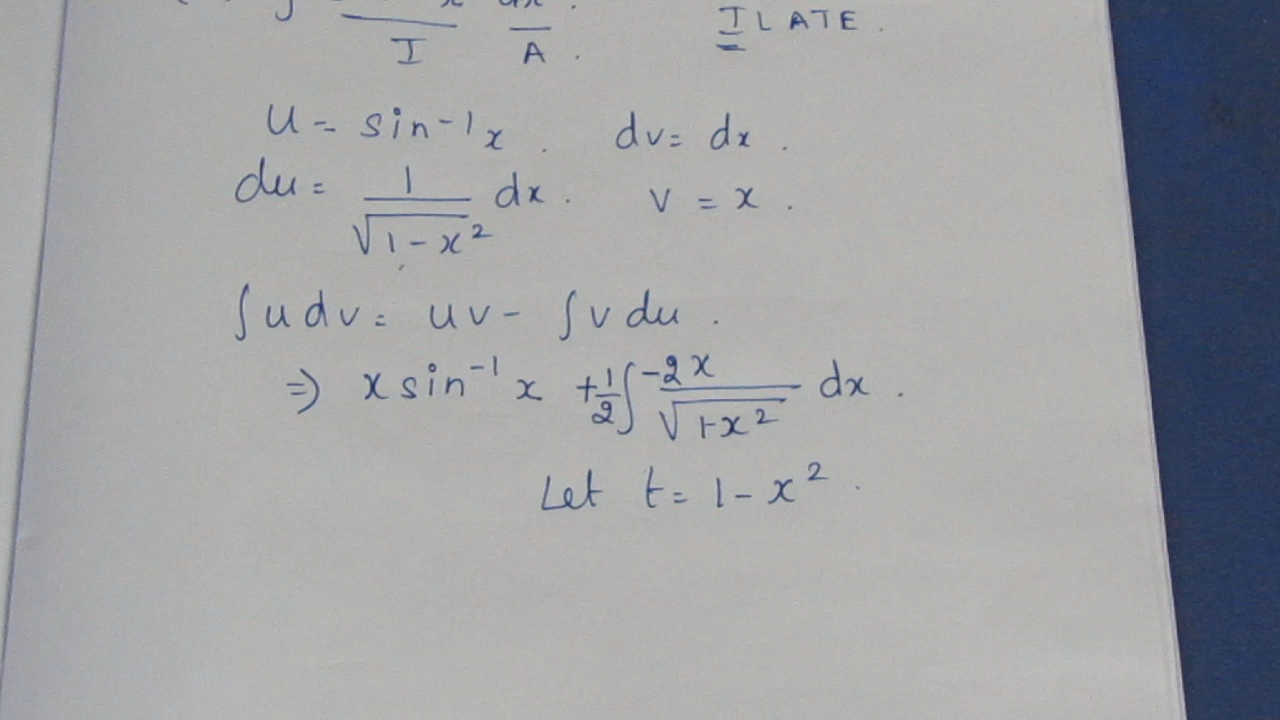 I A . ILATE .
u = sin⁻¹x . dv = dx .
du = 1/√(1-x²) dx . v = x .
∫u dv = uv - ∫v du .
⇒ x sin⁻¹ x + 1/2 ∫ -2x/√(1-x²) dx .
Let t = 1 - x² .